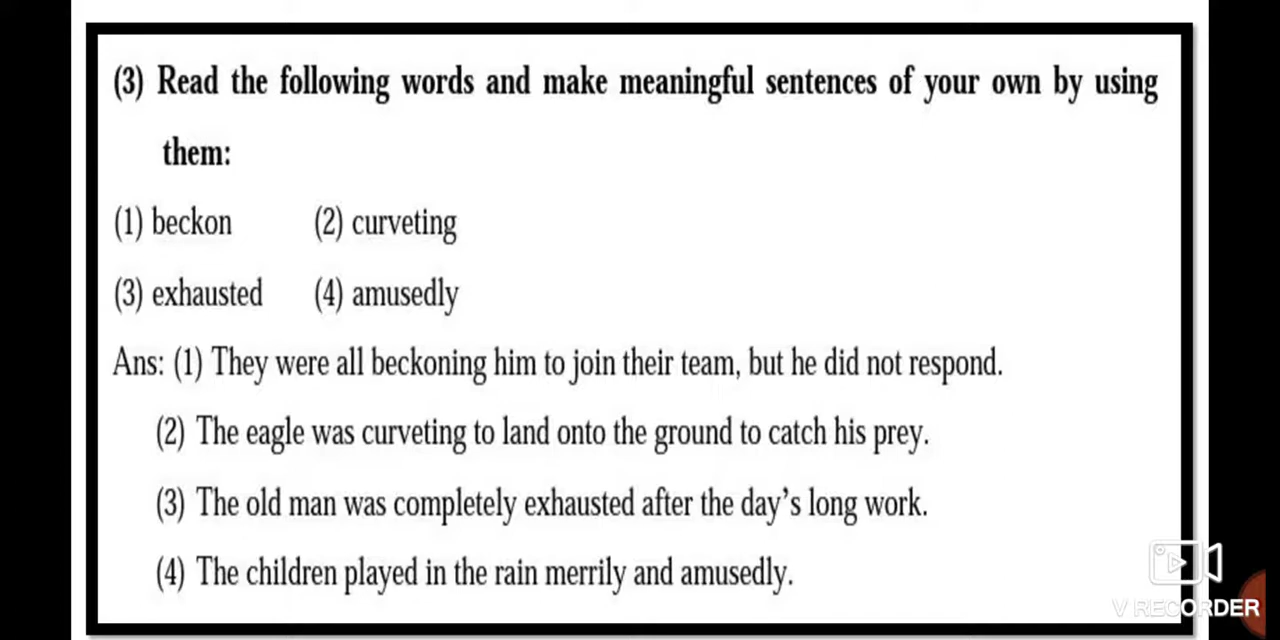 (3) Read the following words and make meaningful sentences of your own by using
them:
(1) beckon (2) curveting
(3) exhausted (4) amusedly
Ans: (1) They were all beckoning him to join their team, but he did not respond.
(2) The eagle was curveting to land onto the ground to catch his prey.
(3) The old man was completely exhausted after the day’s long work.
(4) The children played in the rain merrily and amusedly.
V RECORDER